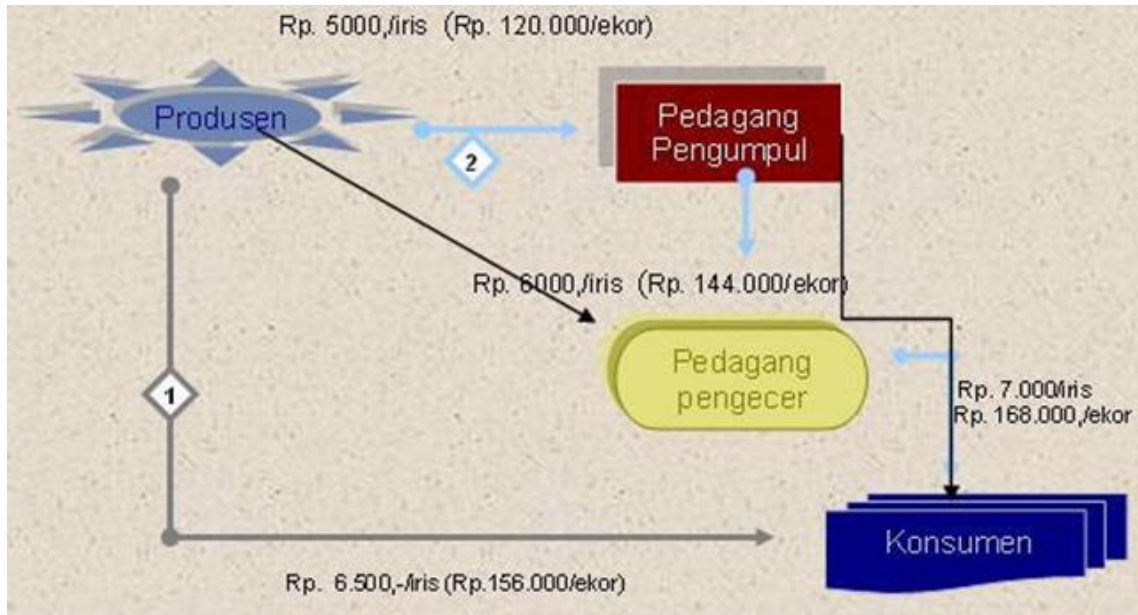 Rp. 5000,/iris (Rp. 120.000/ekor)
Produsen
Pedagang
Pengumpul
2
Rp. 6000,/iris (Rp. 144.000/ekor)
Pedagang
pengecer
1
Rp. 7.000/iris
Rp. 168.000,/ekor
Konsumen
Rp. 6.500,-/iris (Rp.156.000/ekor)